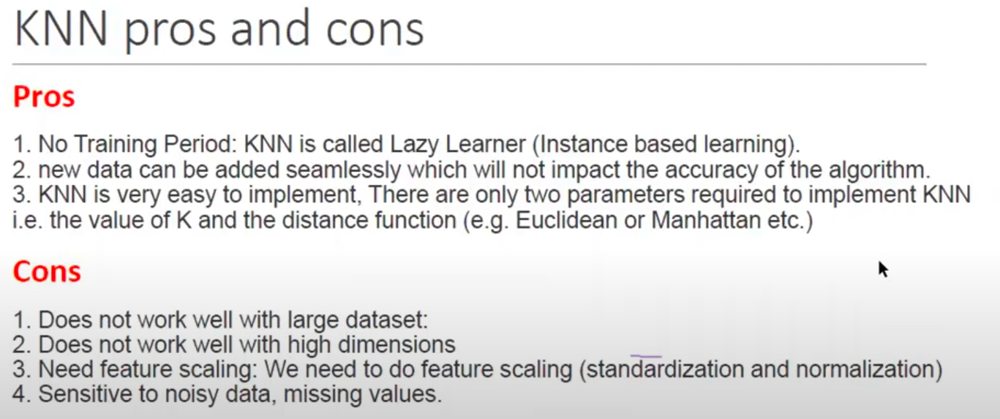 KNN pros and cons
Pros
1. No Training Period: KNN is called Lazy Learner (Instance based learning).
2. new data can be added seamlessly which will not impact the accuracy of the algorithm.
3. KNN is very easy to implement, There are only two parameters required to implement KNN
i.e. the value of K and the distance function (e.g. Euclidean or Manhattan etc.)
Cons
1. Does not work well with large dataset:
2. Does not work well with high dimensions
3. Need feature scaling: We need to do feature scaling (standardization and normalization)
4. Sensitive to noisy data, missing values.